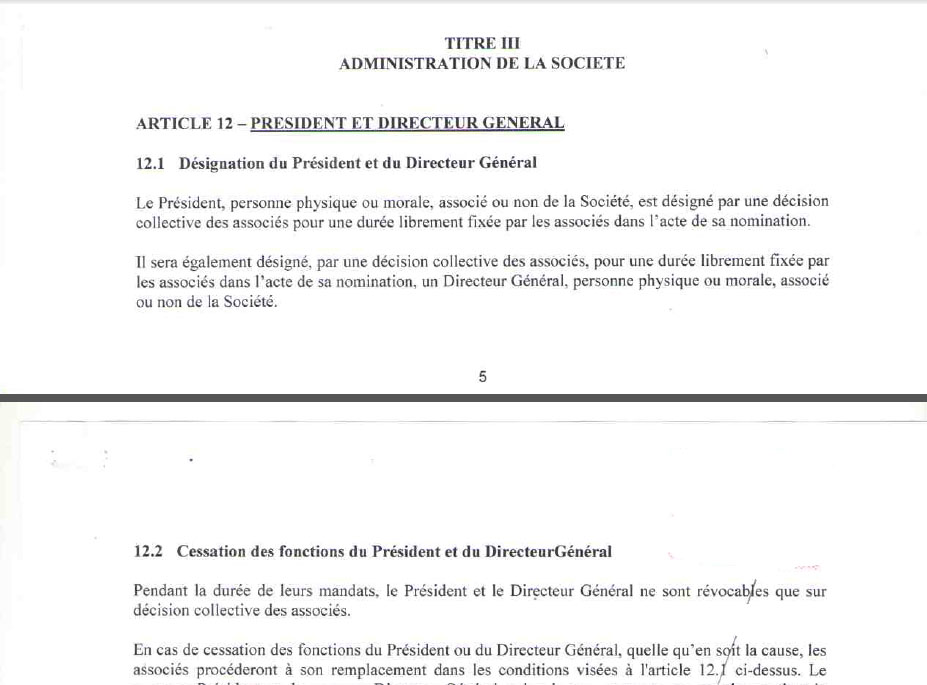 TITRE III
ADMINISTRATION DE LA SOCIETE
ARTICLE 12 – PRESIDENT ET DIRECTEUR GENERAL
12.1 Désignation du Président et du Directeur Général
Le Président, personne physique ou morale, associé ou non de la Société, est désigné par une décision
collective des associés pour une durée librement fixée par les associés dans l'acte de sa nomination.
Il sera également désigné, par une décision collective des associés, pour une durée librement fixée par
les associés dans l'acte de sa nomination, un Directeur Général, personne physique ou morale, associé
ou non de la Société.
5
12.2 Cessation des fonctions du Président et du DirecteurGénéral
Pendant la durée de leurs mandats, le Président et le Directeur Général ne sont révocables que sur
décision collective des associés.
En cas de cessation des fonctions du Président ou du Directeur Général, quelle qu'en soit la cause, les
associés procéderont à son remplacement dans les conditions visées à l'article 12.1 ci-dessus. Le